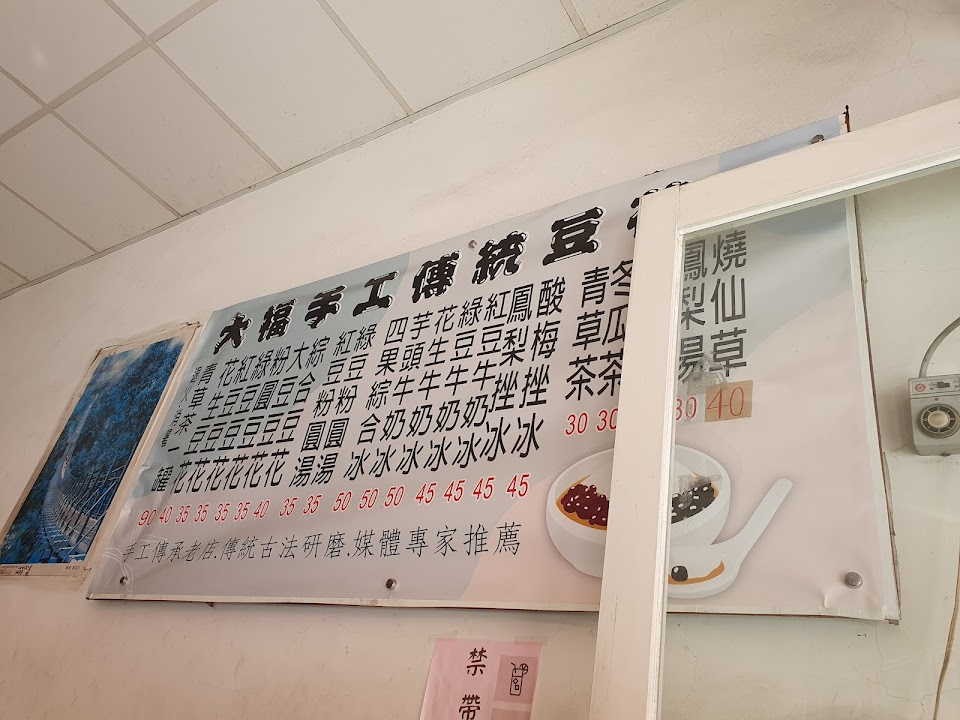 大福手工傳統豆
青草茶一罐
花生豆花
紅豆豆花
綠豆豆花
粉圓豆花
大豆豆花
綜合豆花
紅豆粉圓湯
綠豆粉圓湯
四果綜合冰
芋頭牛奶冰
花生牛奶冰
綠豆牛奶冰
紅豆牛奶冰
鳳梨挫冰
酸梅挫冰
青草茶
冬瓜茶
鳳梨湯
燒仙草
90 40 35 35 35 35 40 35 35 50 50 50 45 45 45 45 30 30 30 40
手工傳承老店.傳統古法研磨.媒體專家推薦
禁帶